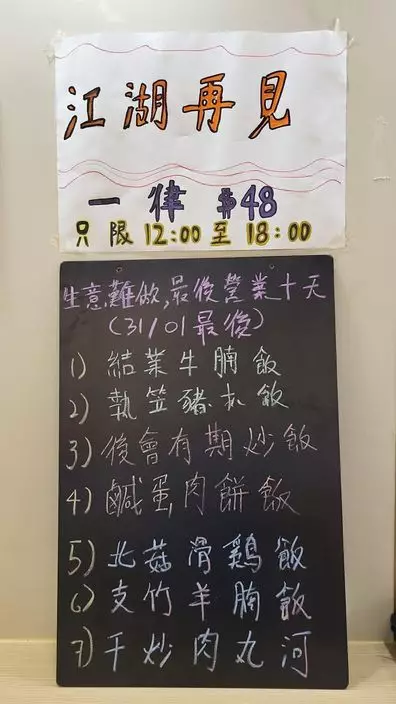 江湖再見
一律 $48
只限 12:00 至 18:00
生意難做,最後營業十天
(31/01最後)
1) 結業牛腩飯
2) 執笠豬扒飯
3) 後會有期炒飯
4) 鹹蛋肉餅飯
5) 北菇滑鷄飯
6) 支竹羊腩飯
7) 干炒肉丸河